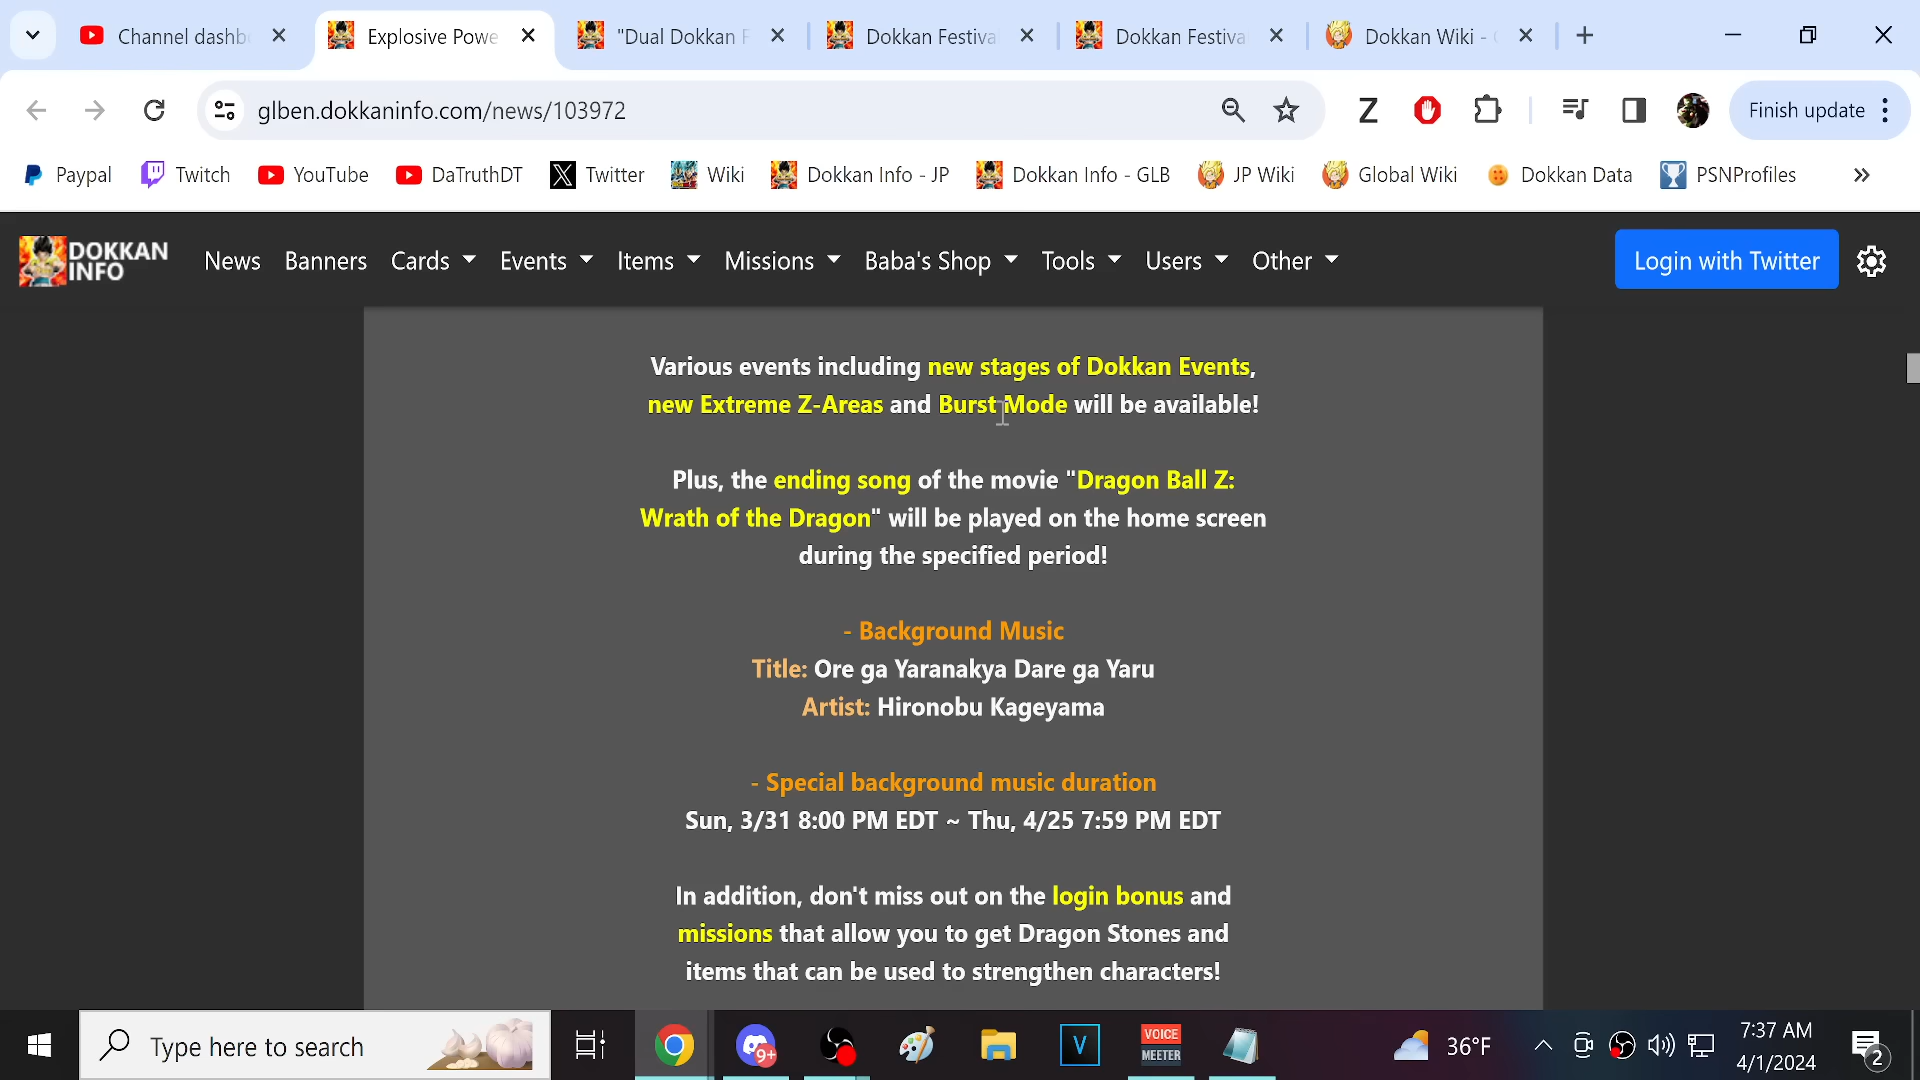 Channel dashb
Explosive Powe
"Dual Dokkan F
Dokkan Festiva
Dokkan Festiva
Dokkan Wiki -
glben.dokkaninfo.com/news/103972
Z
Finish update
Paypal
Twitch
YouTube
DaTruthDT
Twitter
Wiki
Dokkan Info - JP
Dokkan Info - GLB
JP Wiki
Global Wiki
Dokkan Data
PSNProfiles
»
DOKKAN
INFO
News
Banners
Cards
Events
Items
Missions
Baba's Shop
Tools
Users
Other
Login with Twitter
Various events including new stages of Dokkan Events,
new Extreme Z-Areas and Burst Mode will be available!
Plus, the ending song of the movie "Dragon Ball Z:
Wrath of the Dragon" will be played on the home screen
during the specified period!
- Background Music
Title: Ore ga Yaranakya Dare ga Yaru
Artist: Hironobu Kageyama
- Special background music duration
Sun, 3/31 8:00 PM EDT ~ Thu, 4/25 7:59 PM EDT
In addition, don't miss out on the login bonus and
missions that allow you to get Dragon Stones and
items that can be used to strengthen characters!
Type here to search
9+
V
VOICE
MEETER
36°F
7:37 AM
4/1/2024
2